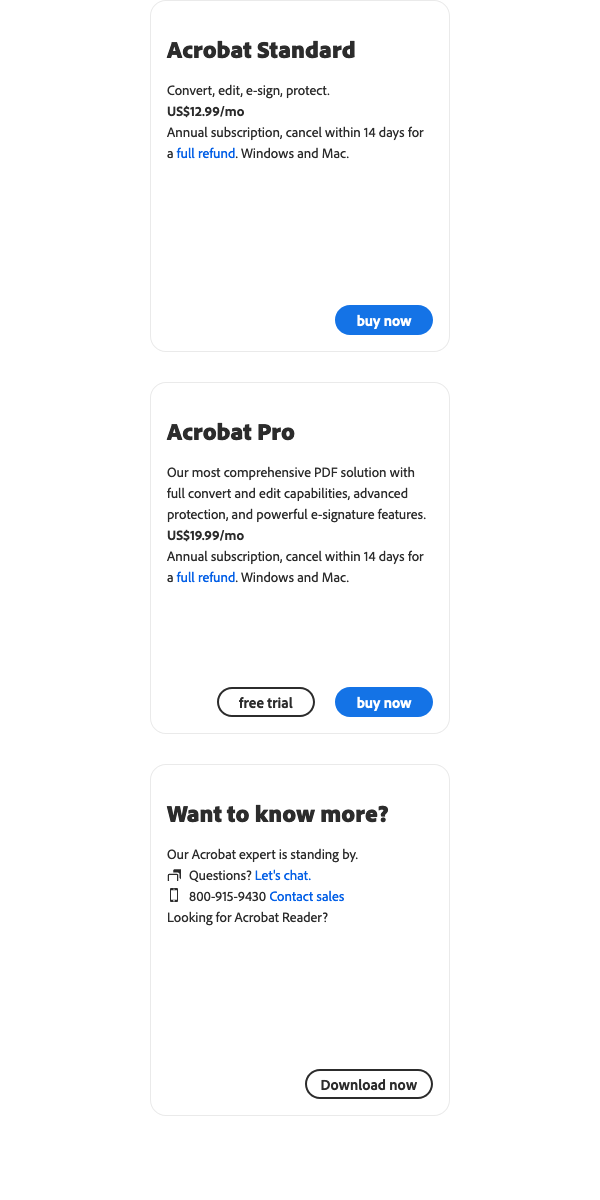 Acrobat Standard
Convert, edit, e-sign, protect.
US$12.99/mo
Annual subscription, cancel within 14 days for
a full refund. Windows and Mac.
buy now
Acrobat Pro
Our most comprehensive PDF solution with
full convert and edit capabilities, advanced
protection, and powerful e-signature features.
US$19.99/mo
Annual subscription, cancel within 14 days for
a full refund. Windows and Mac.
free trial
buy now
Want to know more?
Our Acrobat expert is standing by.
Questions? Let's chat.
800-915-9430 Contact sales
Looking for Acrobat Reader?
Download now